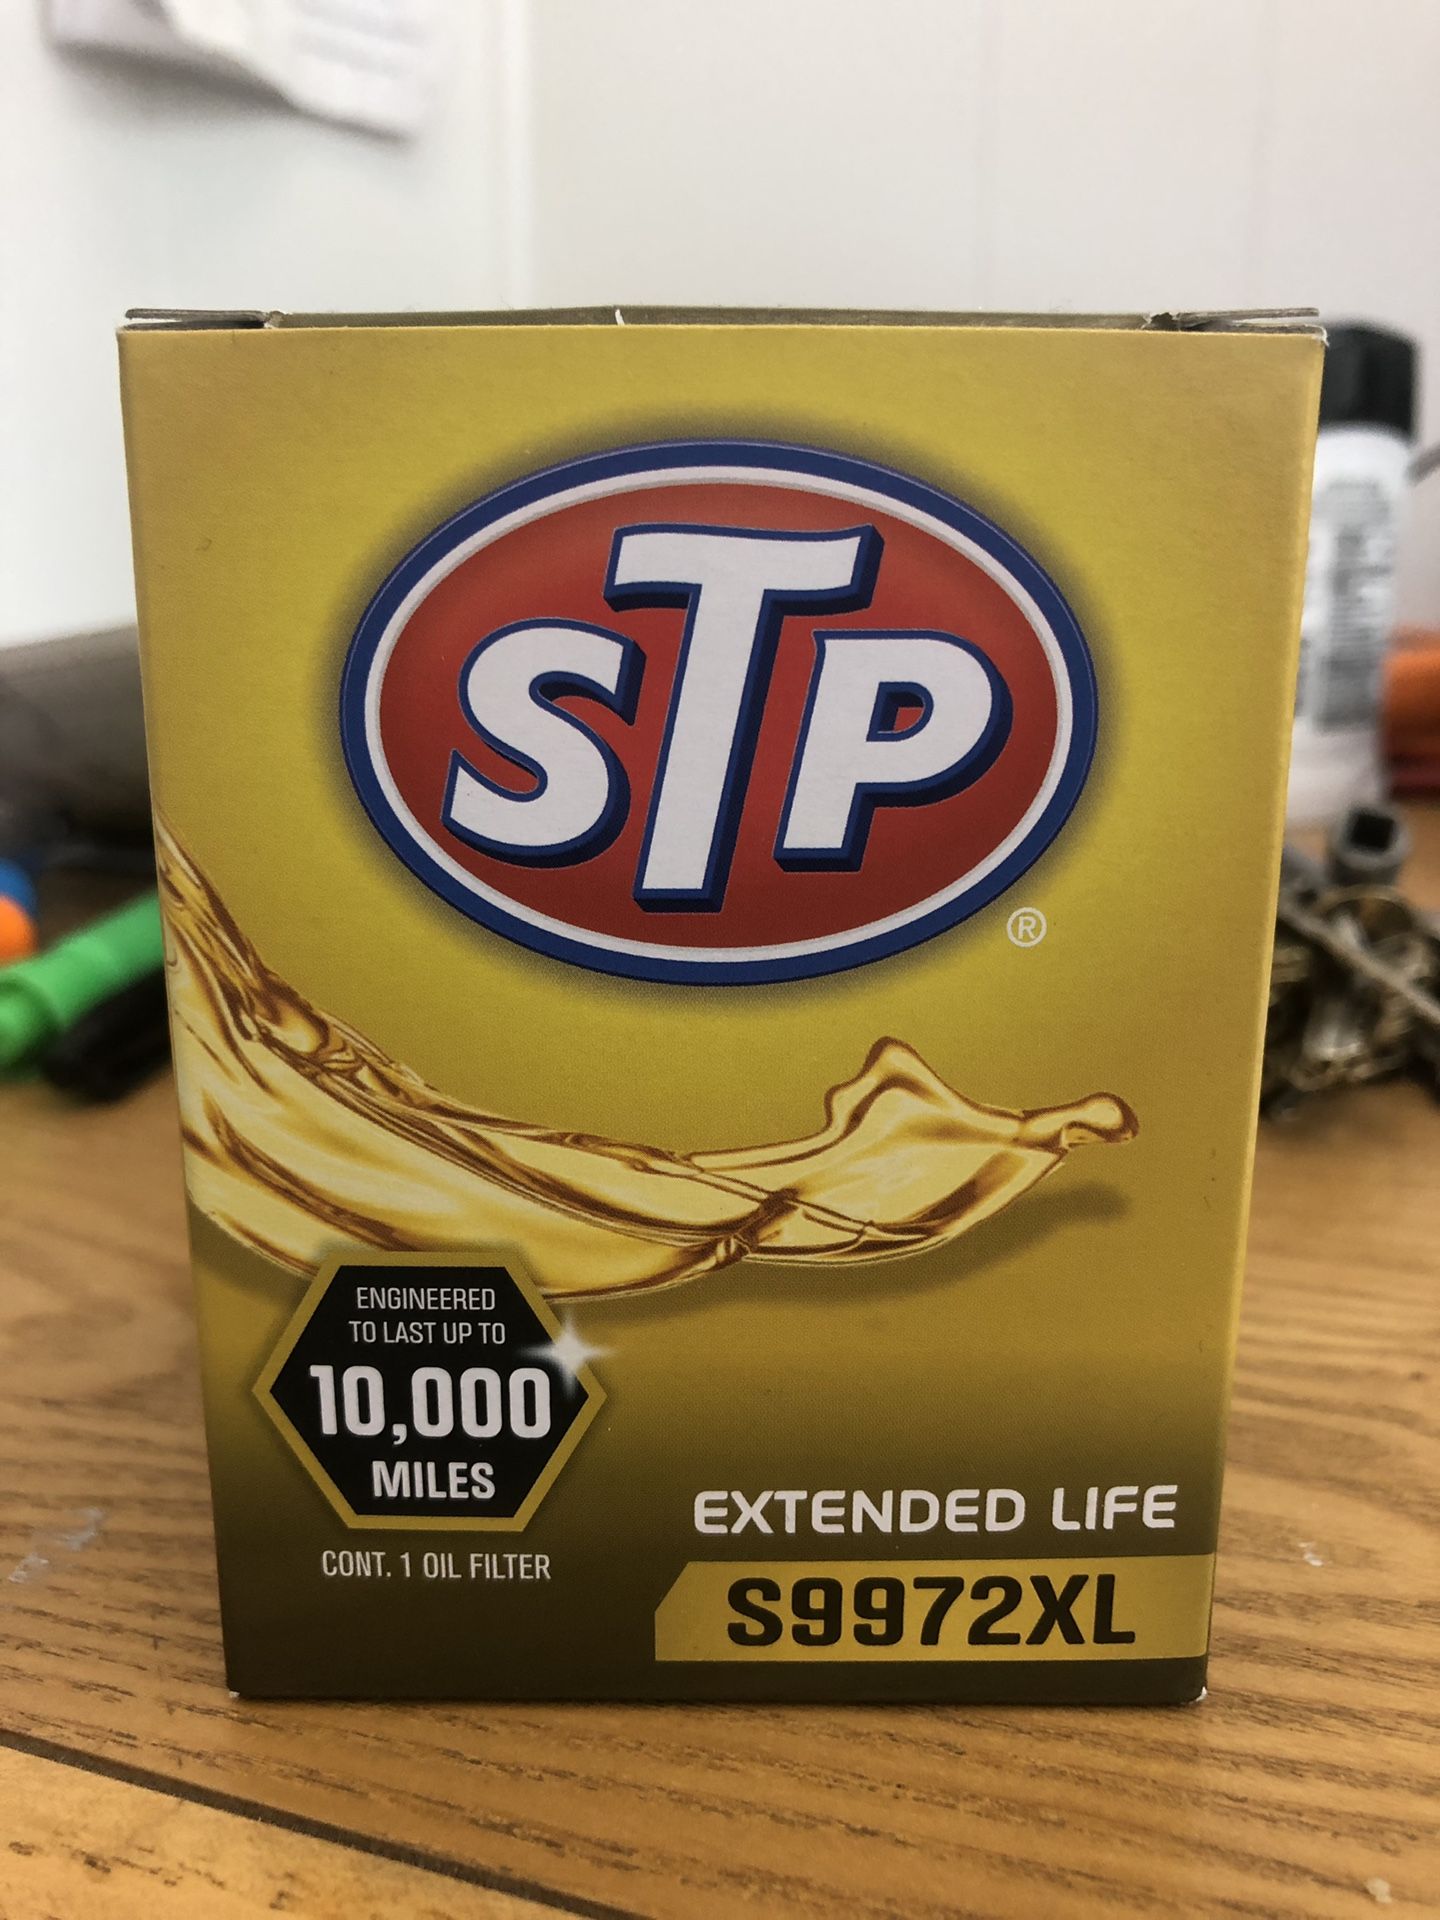 STP
®
ENGINEERED
TO LAST UP TO
10,000
MILES
CONT. 1 OIL FILTER
EXTENDED LIFE
S9972XL